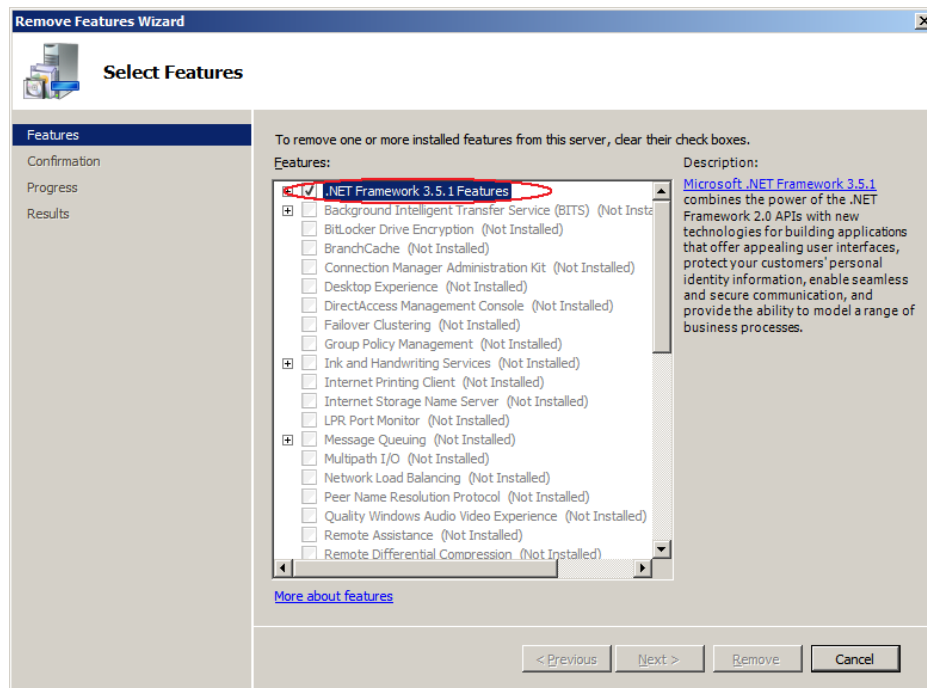 Remove Features Wizard
Select Features
Features
Confirmation
Progress
Results
To remove one or more installed features from this server, clear their check boxes.
Features:
.NET Framework 3.5.1 Features
Background Intelligent Transfer Service (BITS) (Not Insta
BitLocker Drive Encryption (Not Installed)
BranchCache (Not Installed)
Connection Manager Administration Kit (Not Installed)
Desktop Experience (Not Installed)
DirectAccess Management Console (Not Installed)
Failover Clustering (Not Installed)
Group Policy Management (Not Installed)
Ink and Handwriting Services (Not Installed)
Internet Printing Client (Not Installed)
Internet Storage Name Server (Not Installed)
LPR Port Monitor (Not Installed)
Message Queuing (Not Installed)
Multipath I/O (Not Installed)
Network Load Balancing (Not Installed)
Peer Name Resolution Protocol (Not Installed)
Quality Windows Audio Video Experience (Not Installed)
Remote Assistance (Not Installed)
Remote Differential Compression (Not Installed)
Description:
Microsoft .NET Framework 3.5.1
combines the power of the .NET
Framework 2.0 APIs with new
technologies for building applications
that offer appealing user interfaces,
protect your customers' personal
identity information, enable seamless
and secure communication, and
provide the ability to model a range of
business processes.
More about features
< Previous
Next >
Remove
Cancel